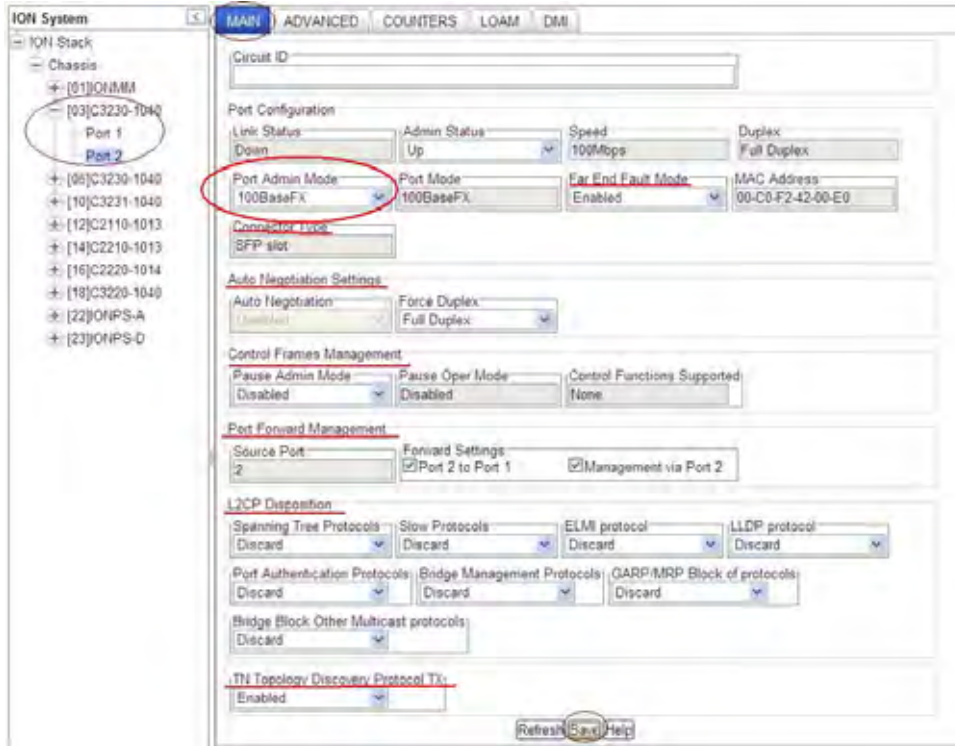 ION System
<
MAIN ADVANCED COUNTERS LOAM DMI
ION Stack
Chassis
[01]IONMM
[03]C3230-1040
Port 1
Port 2
[06]C3230-1040
[10]C3231-1040
[12]C2110-1013
[14]C2210-1013
[16]C2220-1014
[18]C3220-1040
[22]IONPS-A
[23]IONPS-D
Circuit ID
Port Configuration
Link Status Admin Status Speed Duplex
Down Up 100Mbps Full Duplex
Port Admin Mode Port Mode Far End Fault Mode MAC Address
100BaseFX 100BaseFX Enabled 00-C0-F2-42-00-E0
Connector Type
SFP slot
Auto Negotiation Settings
Auto Negotiation Force Duplex
Full Duplex
Control Frames Management
Pause Admin Mode Pause Oper Mode Control Functions Supported
Disabled Disabled None
Port Forward Management
Source Port Forward Settings
2 Port 2 to Port 1 Management via Port 2
L2CP Disposition
Spanning Tree Protocols Slow Protocols ELMI protocol LLDP protocol
Discard Discard Discard Discard
Port Authentication Protocols Bridge Management Protocols GARP/MRP Block of protocols
Discard Discard Discard
Bridge Block Other Multicast protocols
Discard
TN Topology Discovery Protocol TX
Enabled
Refresh Save Help